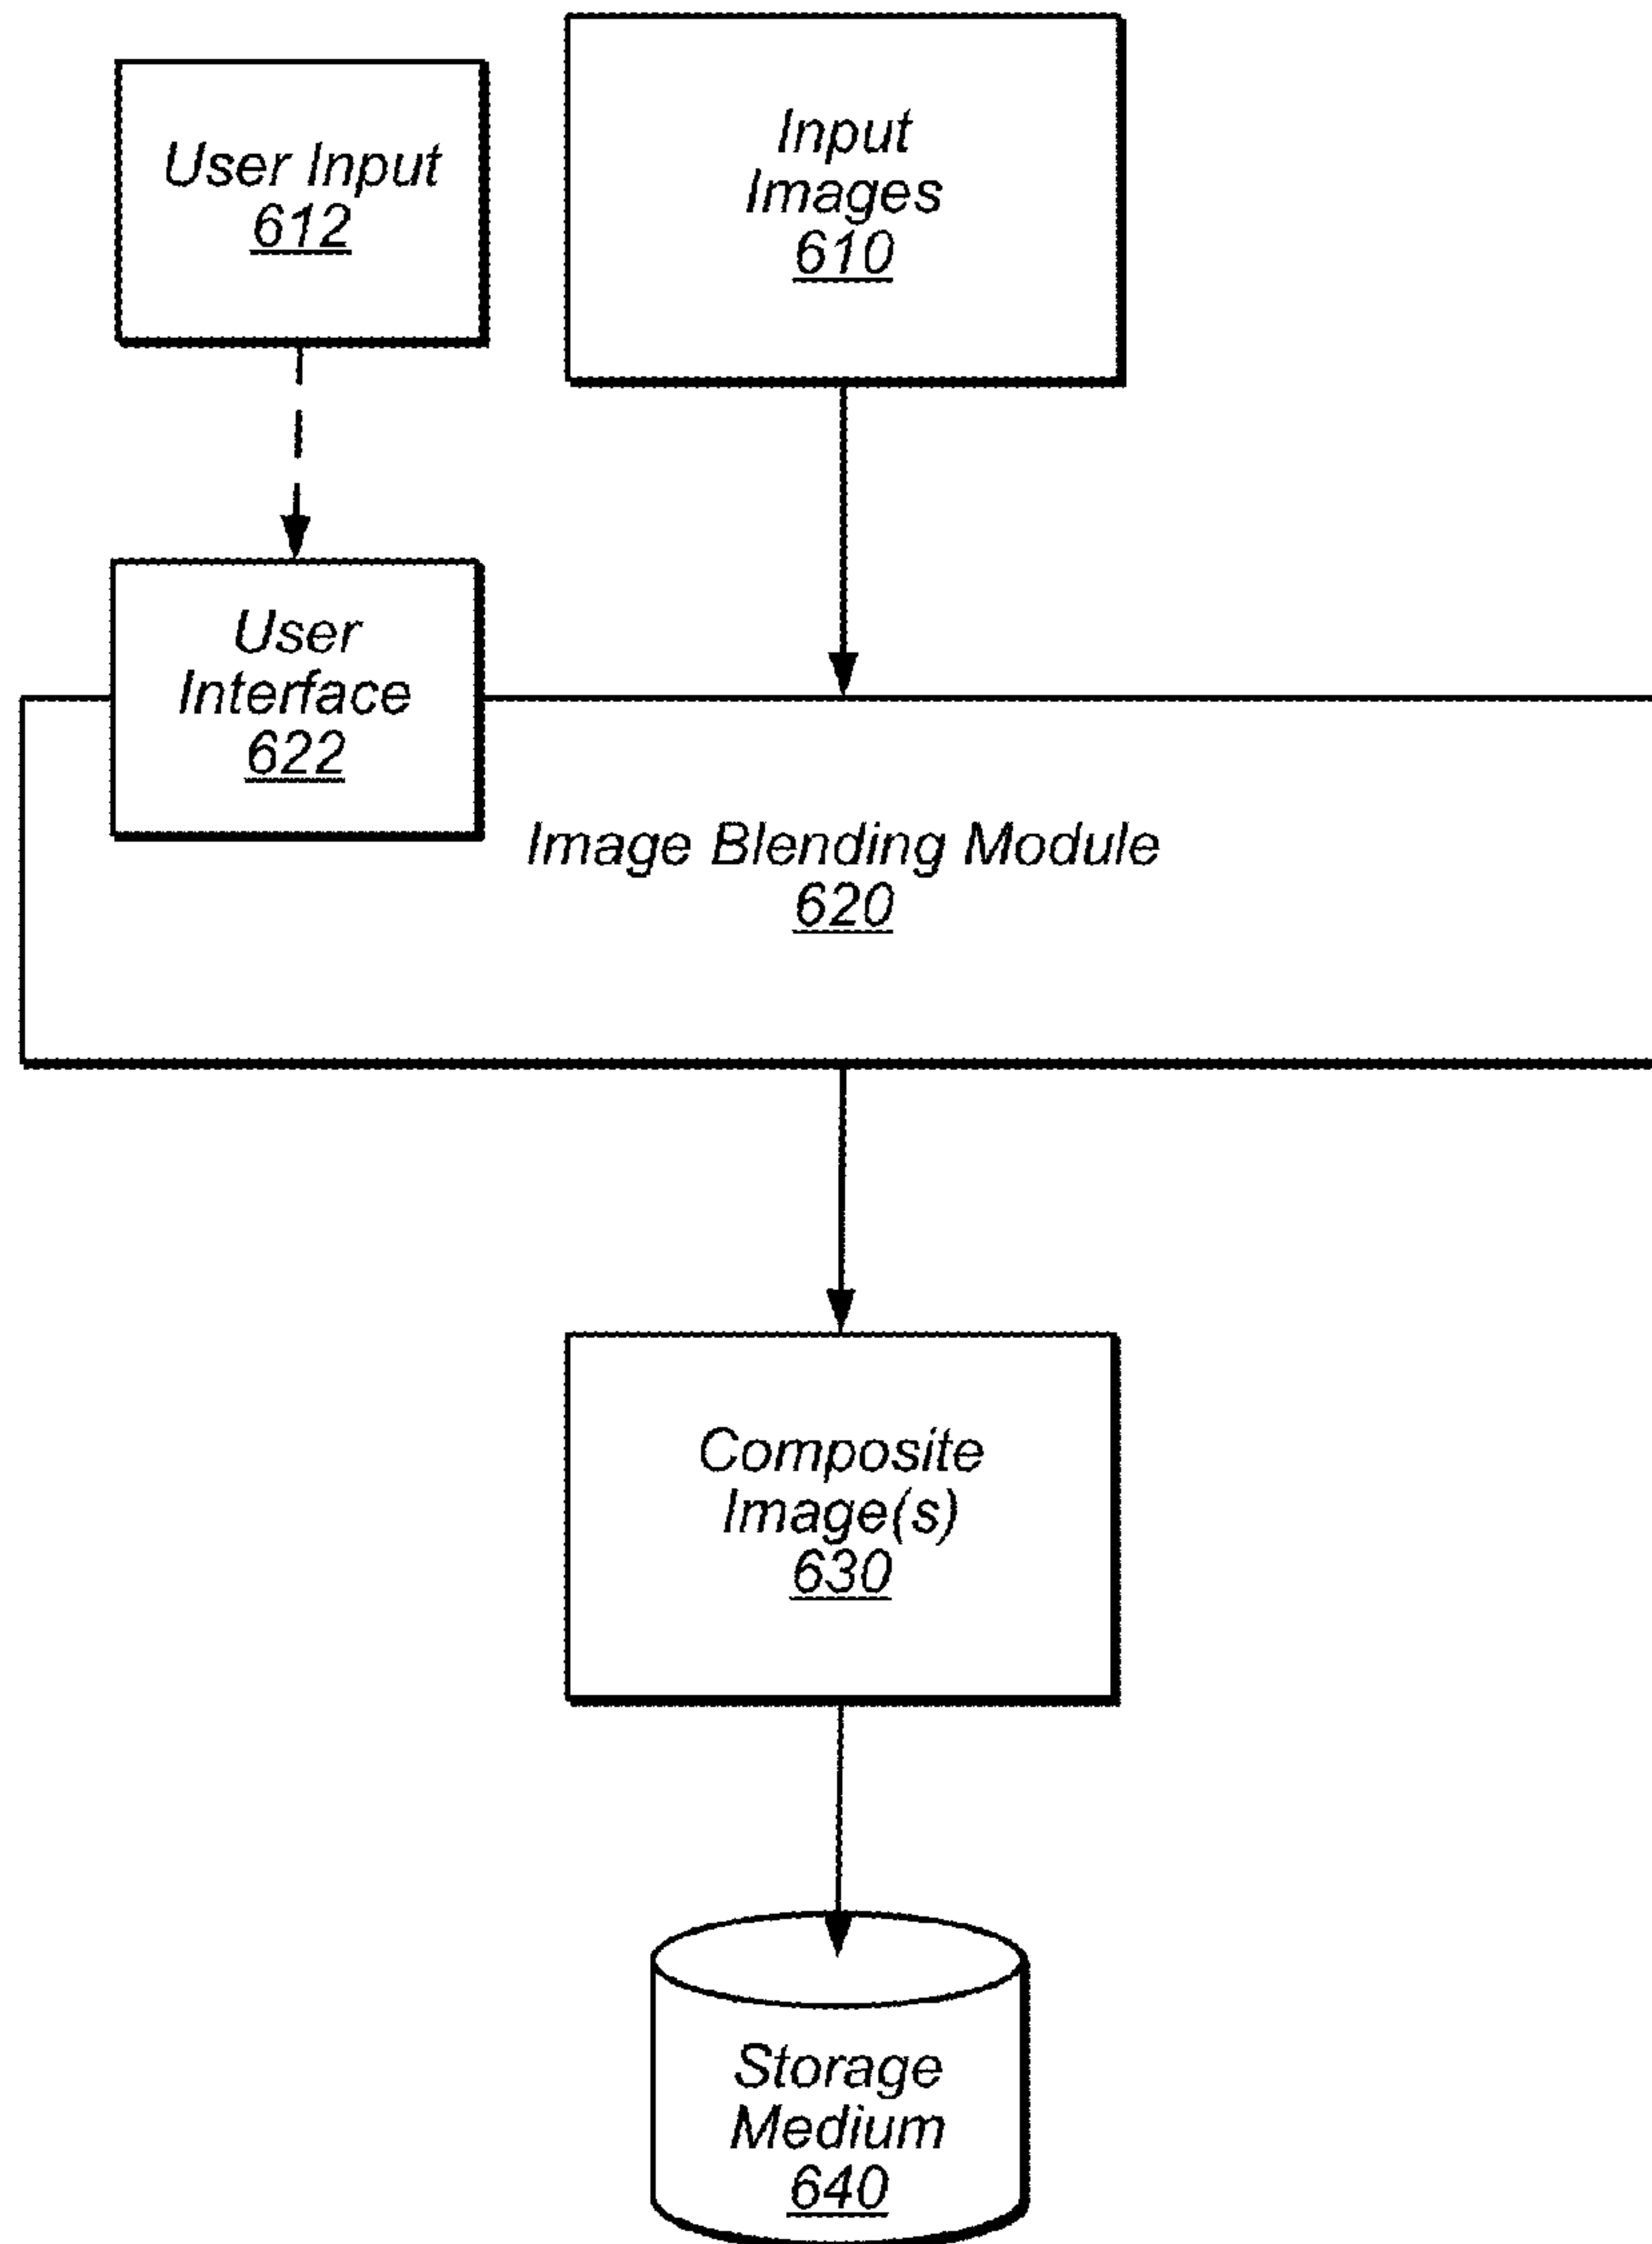 User Input
612
Input
Images
610
User
Interface
622
Image Blending Module
620
Composite
Image(s)
630
Storage
Medium
640